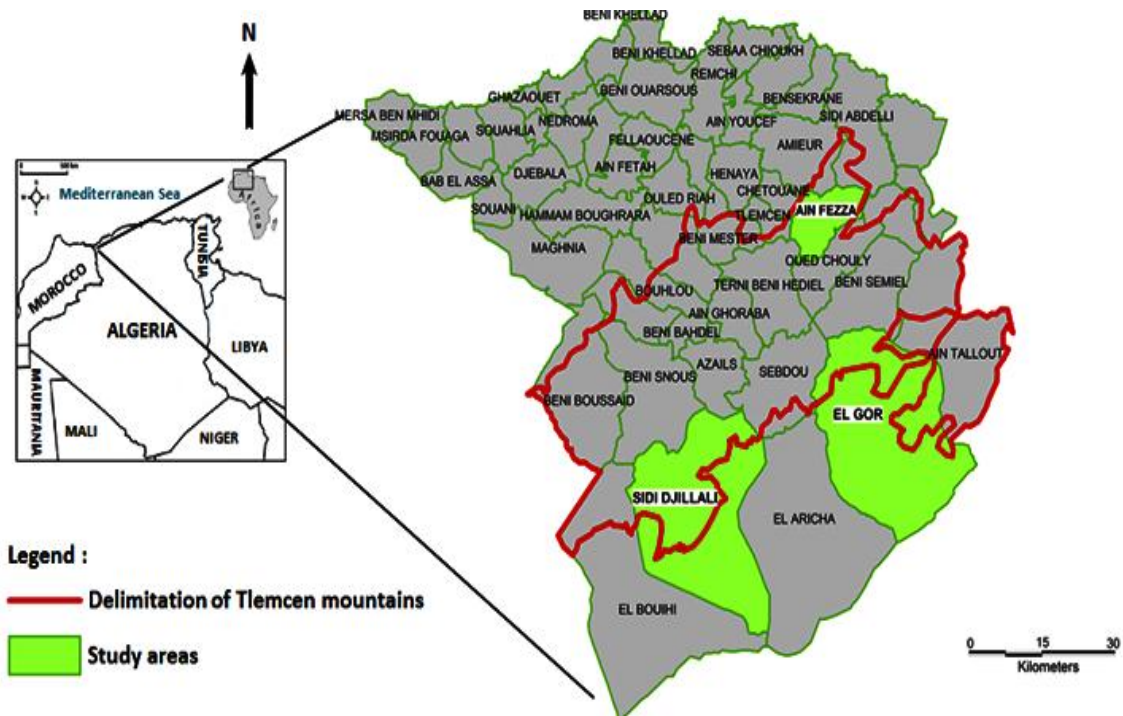 N
0 500 km
Mediterranean Sea
Africa
MOROCCO
TUNISIA
ALGERIA
LIBYA
MAURITANIA
MALI
NIGER
BENI KHELLAD
BENI KHELLAD
SEBAA CHIOUKH
REMCHI
BENI OUARSOUS
BENSEKRANE
GHAZAOUET
MERSA BEN MHIDI
SIDI ABDELLI
NEDROMA
AIN YOUCEF
MSIRDA FOUAGA
SOUAHLIA
FELLAOUCENE
AMIEUR
AIN FETAH
DJEBALA
HENAYA
BAB EL ASSA
CHETOUANE
OULED RIAH
SOUANI
HAMMAM BOUGHRARA
TLEMCEN
AIN FEZZA
BENI MESTER
MAGHNIA
OUED CHOULY
BENI SEMIEL
TERNI BENI HEDIEL
BOUHLOU
AIN GHORABA
BENI BAHDEL
AIN TALLOUT
AZAILS
SEBDOU
BENI SNOUS
BENI BOUSSAID
EL GOR
SIDI DJILLALI
EL ARICHA
EL BOUIHI
Legend :
Delimitation of Tlemcen mountains
Study areas
0 15 30
Kilometers